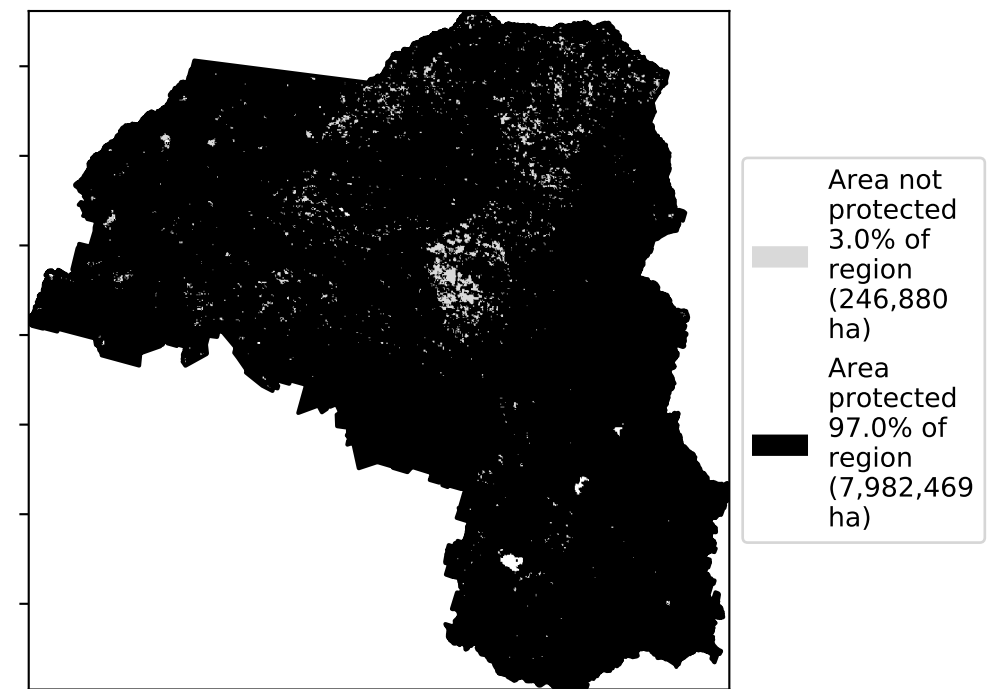 Area not
protected
3.0% of
region
(246,880
ha)
Area
protected
97.0% of
region
(7,982,469
ha)